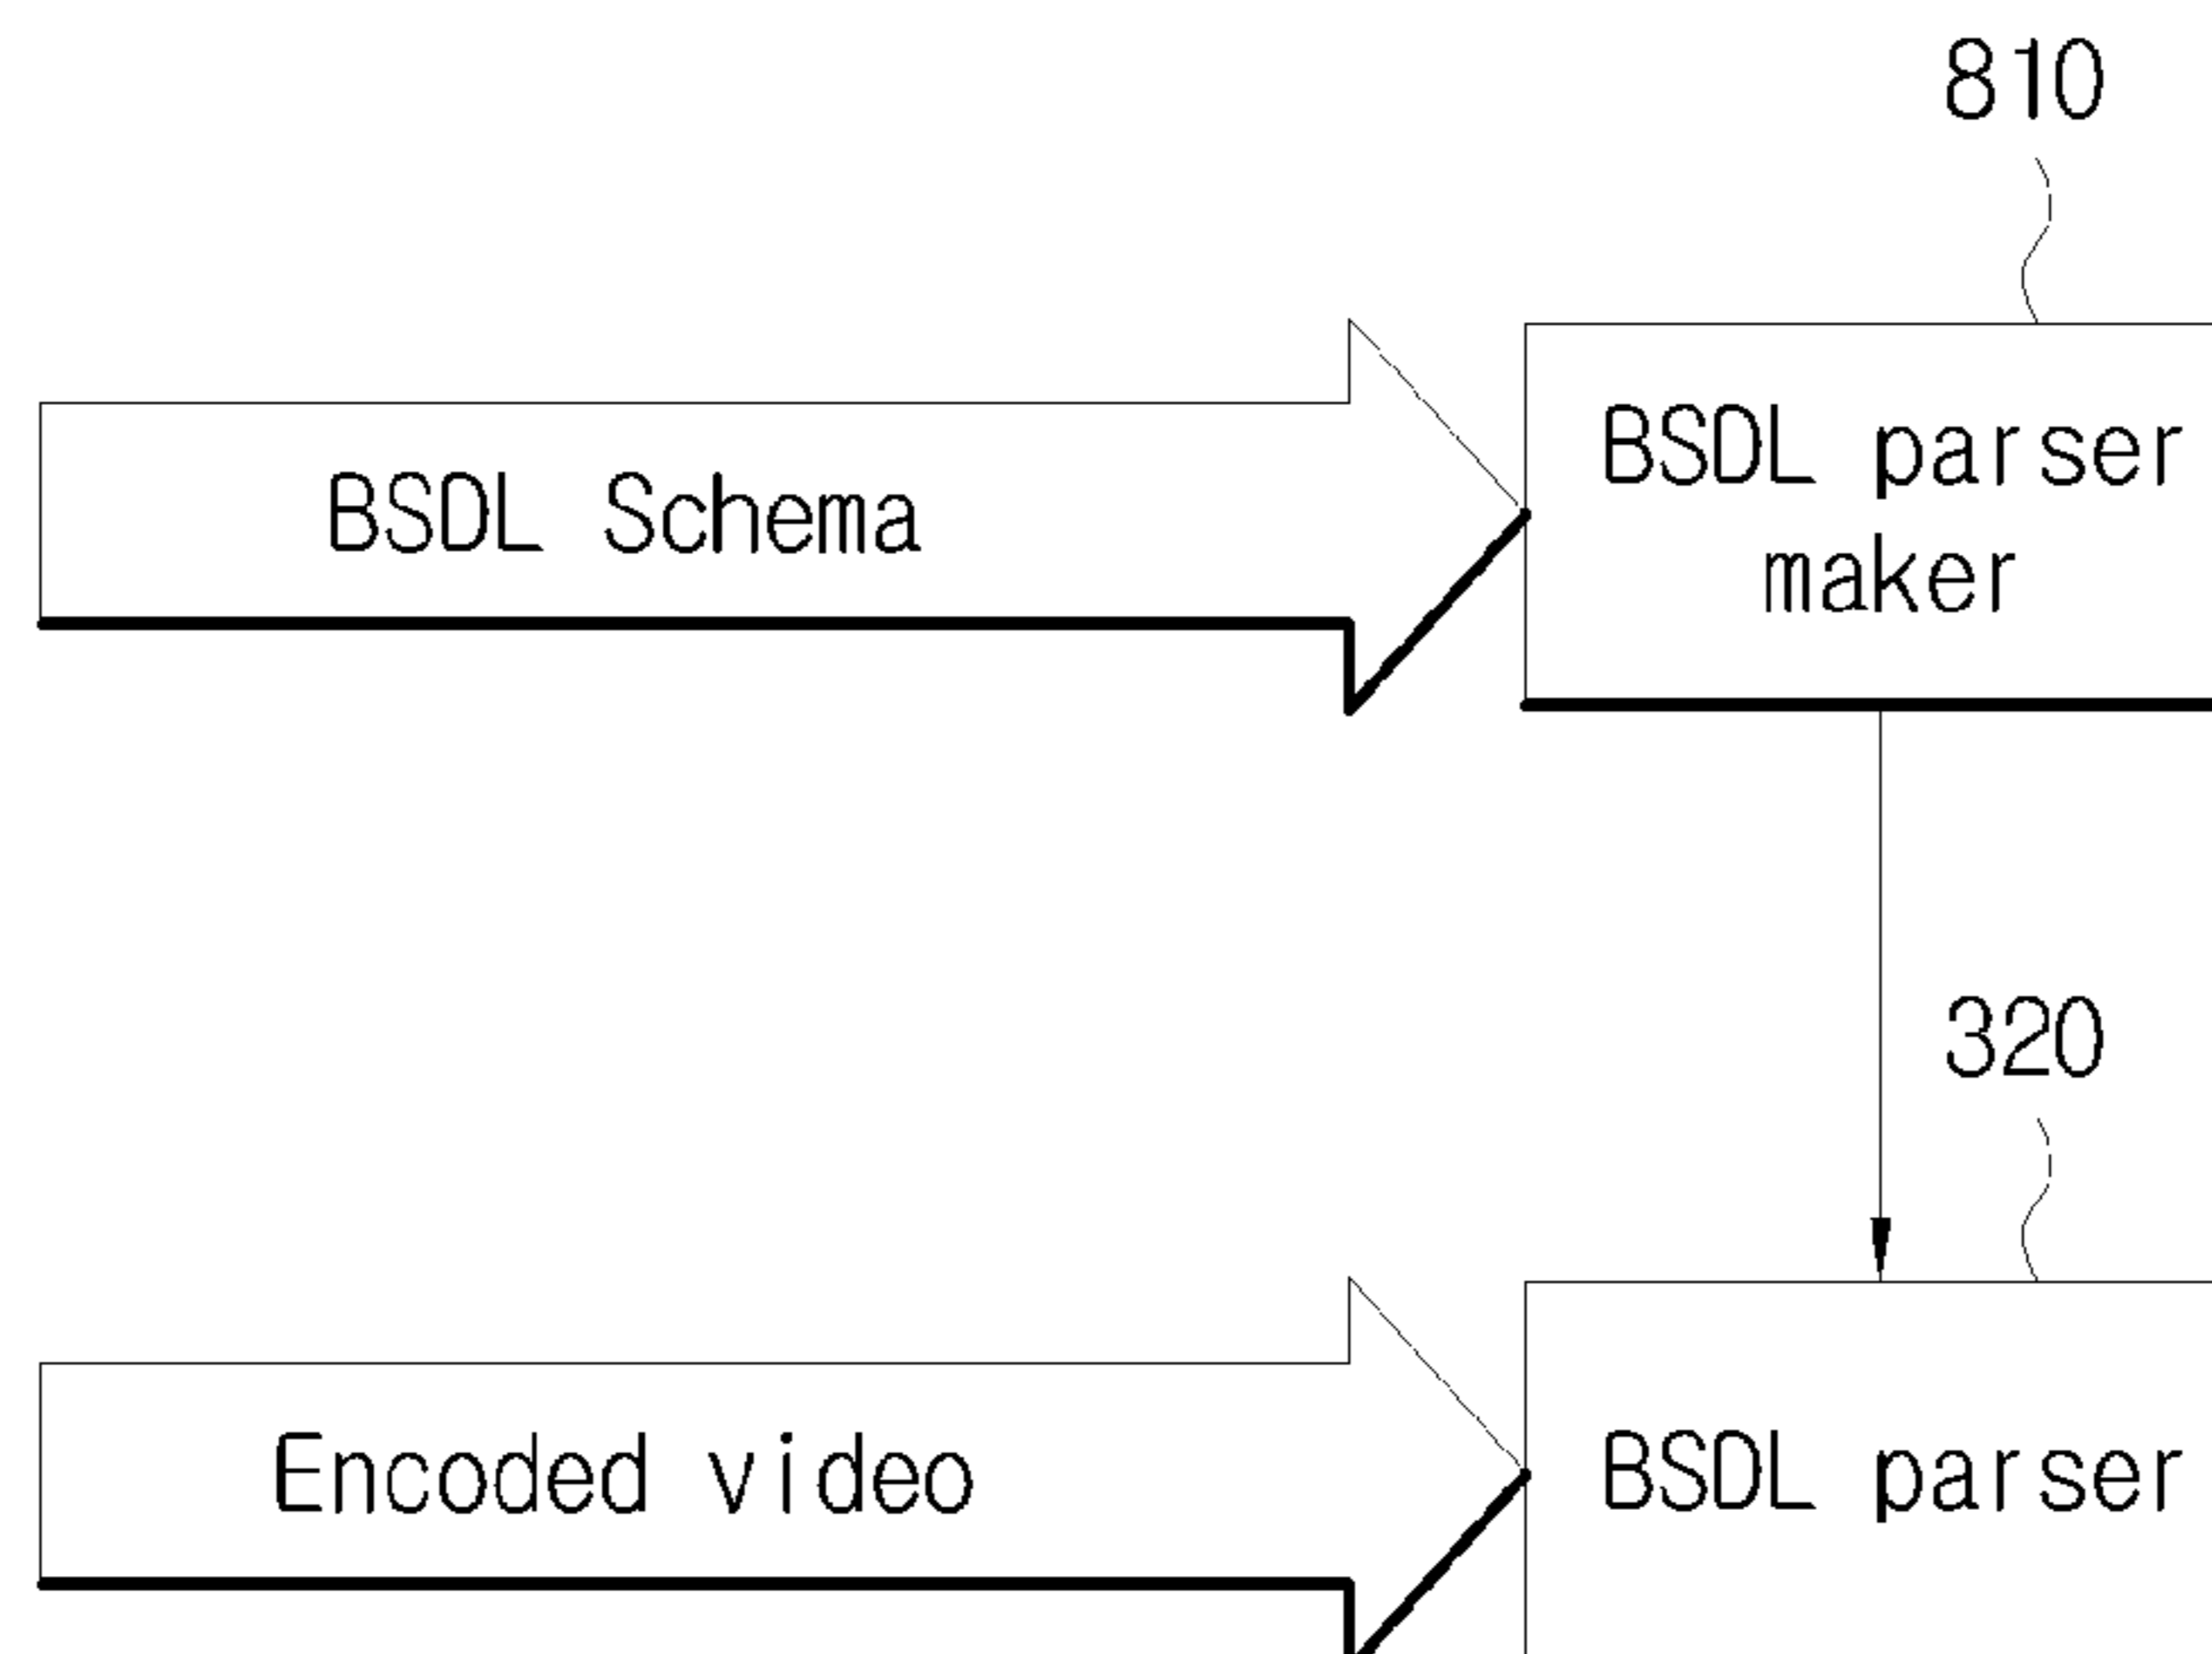 810
BSDL Schema
BSDL parser
maker
320
Encoded video
BSDL parser